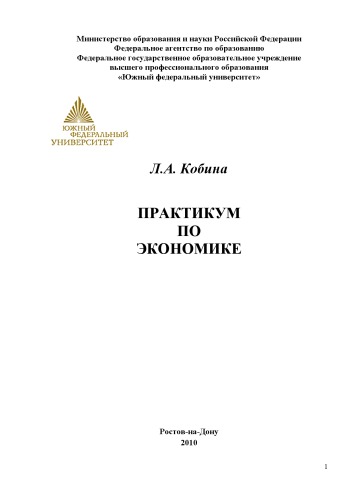 Министерство образования и науки Российской Федерации
Федеральное агентство по образованию
Федеральное государственное образовательное учреждение
высшего профессионального образования
«Южный федеральный университет»
ЮЖНЫЙ
ФЕДЕРАЛЬНЫЙ
УНИВЕРСИТЕТ
Л.А. Кобина
ПРАКТИКУМ
ПО
ЭКОНОМИКЕ
Ростов-на-Дону
2010
1